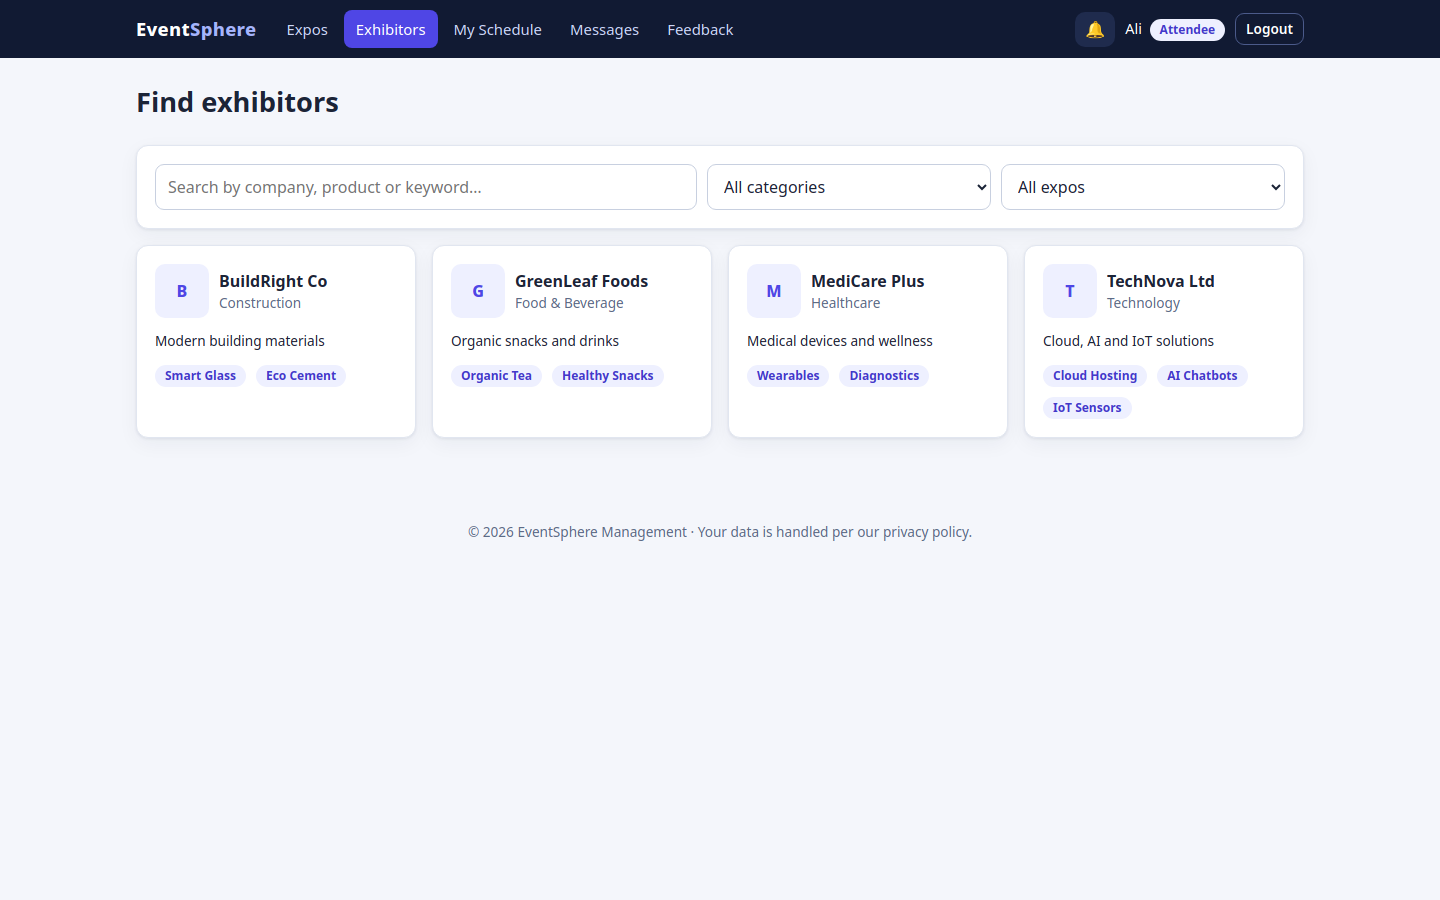 EventSphere Expos Exhibitors My Schedule Messages Feedback 🔔 Ali Attendee Logout
Find exhibitors
Search by company, product or keyword... All categories All expos
B BuildRight Co
Construction
Modern building materials
Smart Glass Eco Cement
G GreenLeaf Foods
Food & Beverage
Organic snacks and drinks
Organic Tea Healthy Snacks
M MediCare Plus
Healthcare
Medical devices and wellness
Wearables Diagnostics
T TechNova Ltd
Technology
Cloud, AI and IoT solutions
Cloud Hosting AI Chatbots
IoT Sensors
© 2026 EventSphere Management · Your data is handled per our privacy policy.